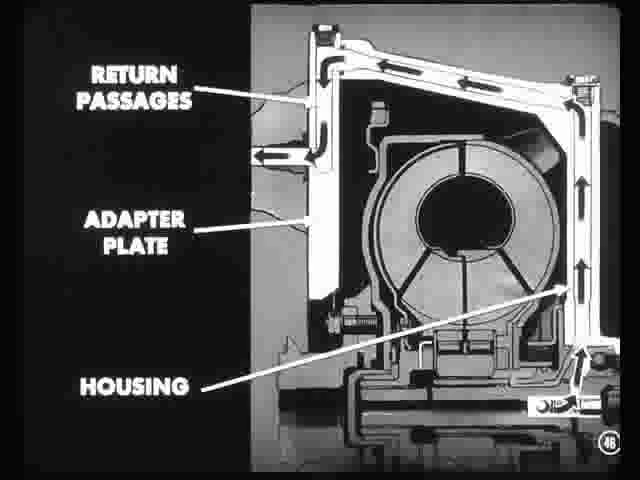 RETURN
PASSAGES
ADAPTER
PLATE
HOUSING
46